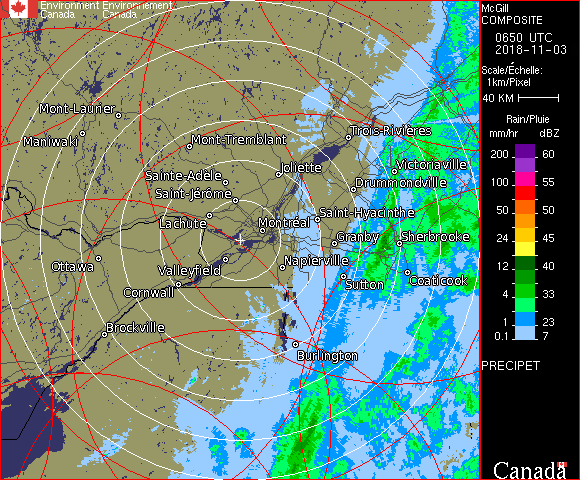 Environment Environnement
Canada Canada
McGill
COMPOSITE
0650 UTC
2018-11-03
Scale/Échelle:
1km/Pixel
40 KM
Rain/Pluie
mm/hr dBZ
200 60
100 55
50 50
24 45
12 40
4 33
1 23
0.1 7
PRECIPET
Canada
Mont-Laurier
Maniwaki
Mont-Tremblant
Trois-Rivières
Sainte-Adèle
Joliette
Victoriaville
Saint-Jérôme
Drummondville
Lachute
Montréal
Saint-Hyacinthe
Granby
Sherbrooke
Ottawa
Valleyfield
Napierville
Cornwall
Sutton
Coaticook
Brockville
Burlington